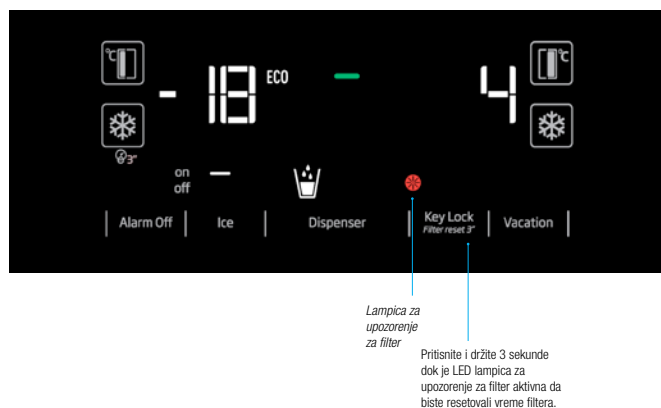 °C
°C
- 18
ECO
4
3"
on
off
Alarm Off
Ice
Dispenser
Key Lock
Filter reset 3"
Vacation
Lampica za
upozorenje
za filter
Pritisnite i držite 3 sekunde
dok je LED lampica za
upozorenje za filter aktivna da
biste resetovali vreme filtera.